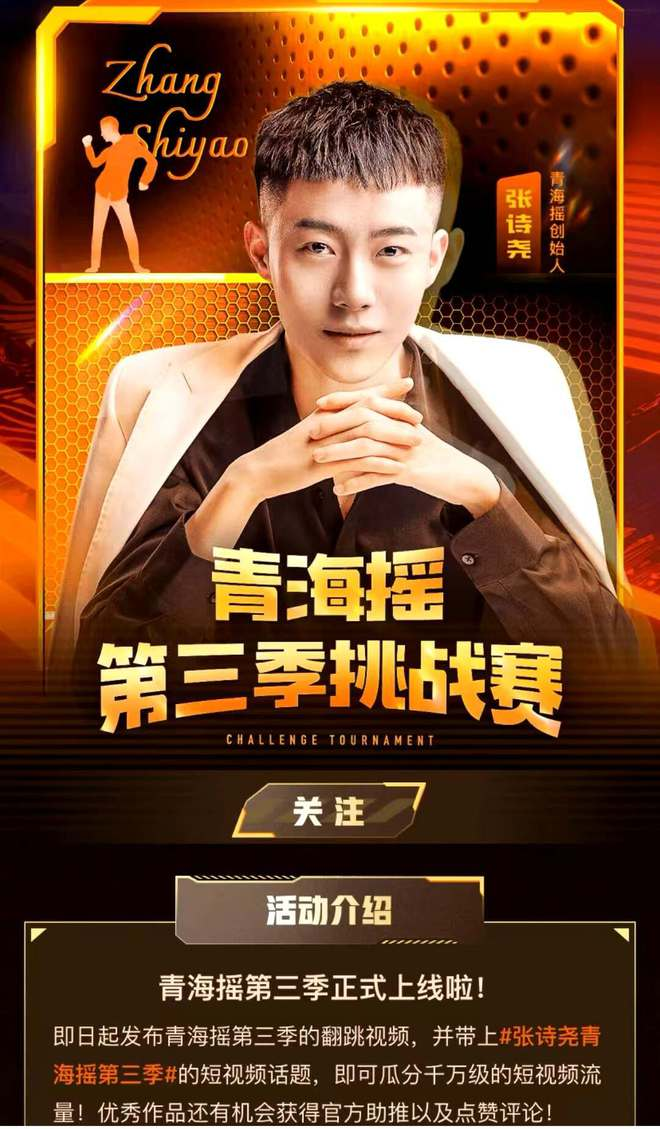 Zhang
Shiyao
青海摇创始人
张诗尧
青海摇
第三季挑战赛
CHALLENGE TOURNAMENT
关注
活动介绍
青海摇第三季正式上线啦！
即日起发布青海摇第三季的翻跳视频，并带上#张诗尧青
海摇第三季#的短视频话题，即可瓜分千万级的短视频流
量！优秀作品还有机会获得官方助推以及点赞评论！